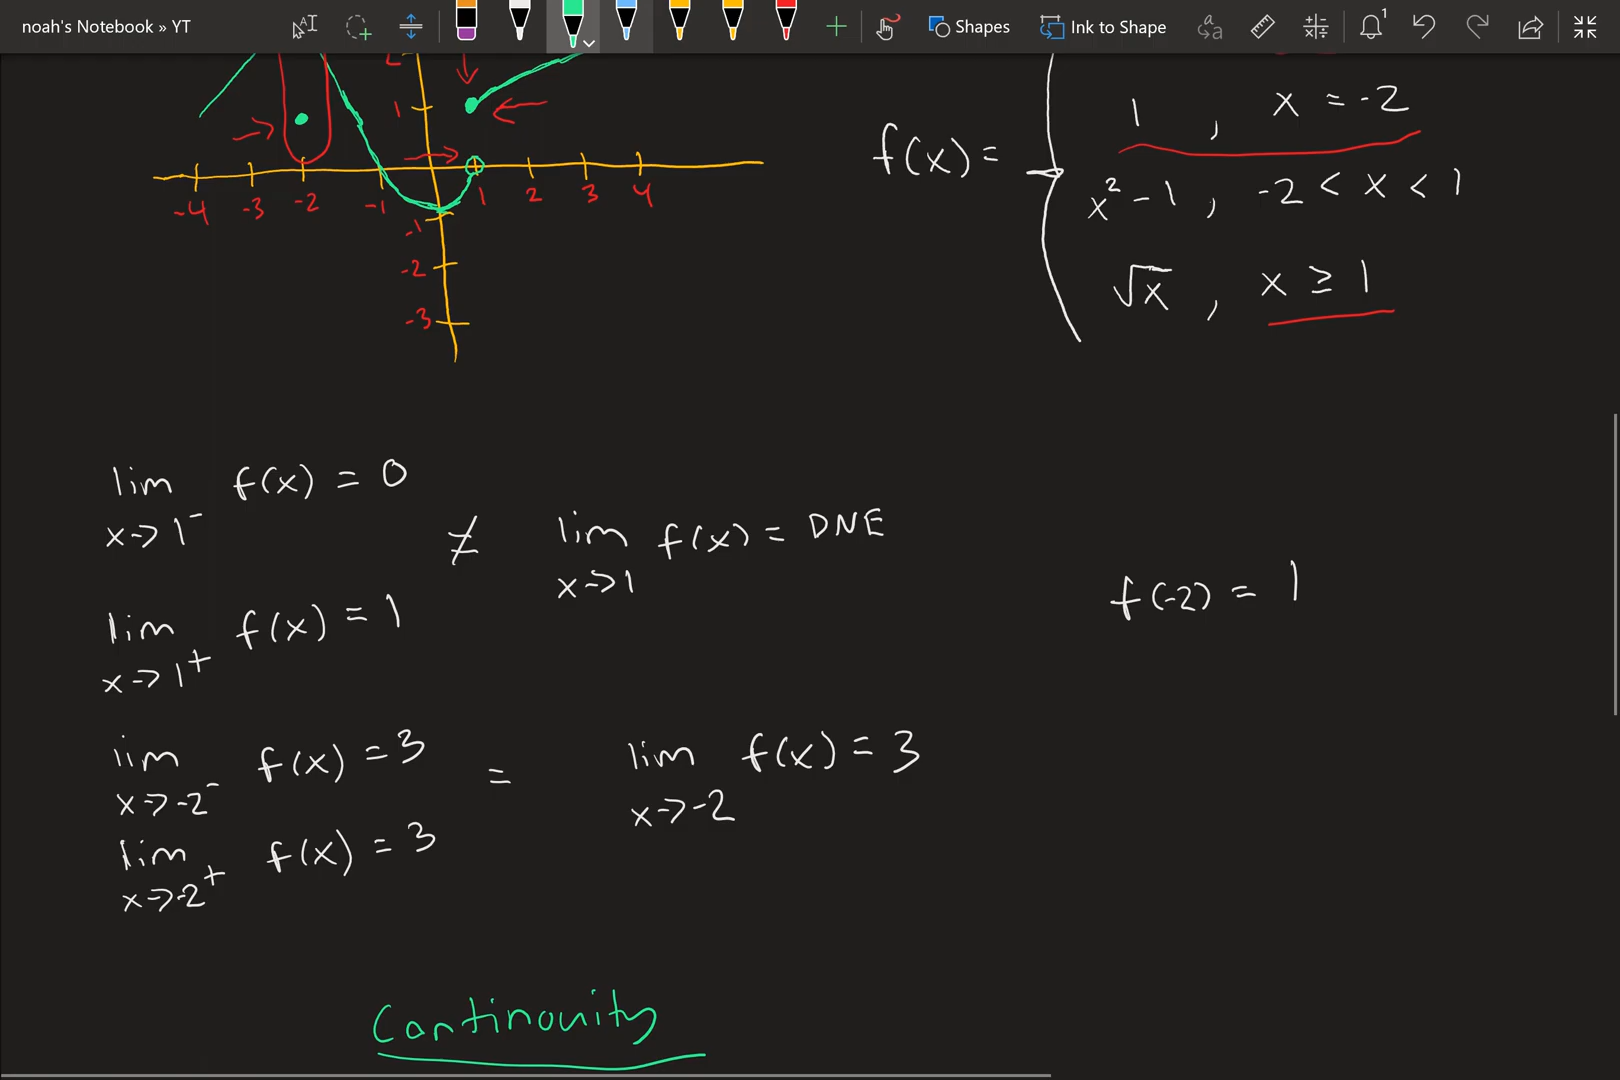 noah's Notebook » YT
Shapes
Ink to Shape
1
2
1
-4 -3 -2 -1 1 2 3 4
-1
-2
-3
f(x) =
1 , x = -2
x² - 1 , -2 < x < 1
√x , x ≥ 1
lim f(x) = 0
x→1⁻
≠
lim f(x) = DNE
x→1
lim f(x) = 1
x→1⁺
f(-2) = 1
lim f(x) = 3
x→-2⁻
=
lim f(x) = 3
x→-2
lim f(x) = 3
x→-2⁺
Continouity